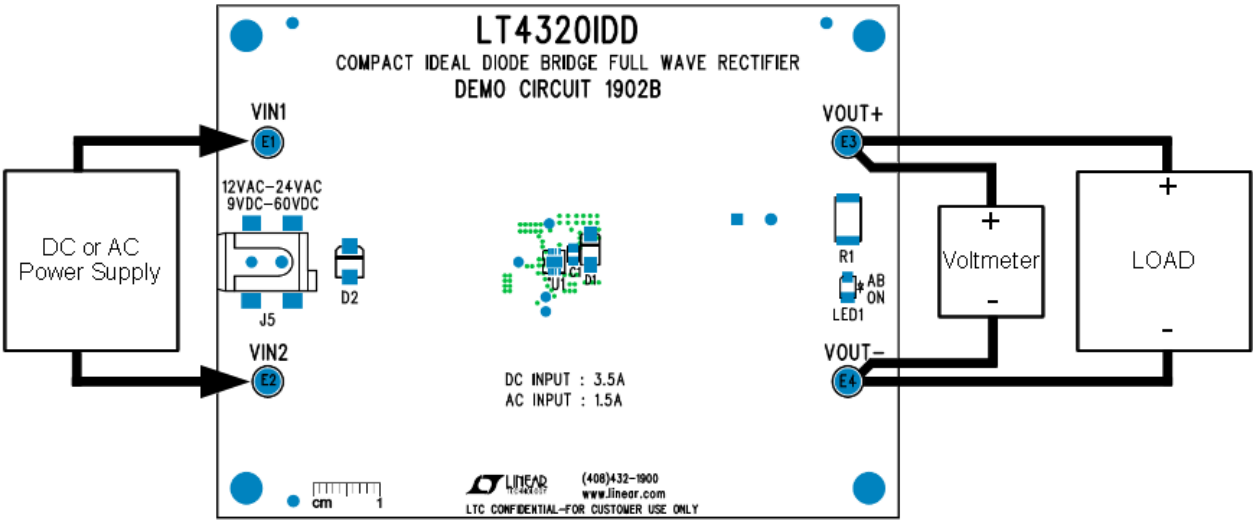 LT4320IDD
COMPACT IDEAL DIODE BRIDGE FULL WAVE RECTIFIER
DEMO CIRCUIT 1902B
VIN1
E1
VOUT+
E3
12VAC-24VAC
9VDC-60VDC
DC or AC
Power Supply
J5
D2
U1
C1
D1
R1
AB
ON
LED1
+
Voltmeter
-
+
LOAD
-
VIN2
E2
VOUT-
E4
DC INPUT : 3.5A
AC INPUT : 1.5A
cm 1
LINEAR
TECHNOLOGY
(408)432-1900
www.linear.com
LTC CONFIDENTIAL-FOR CUSTOMER USE ONLY